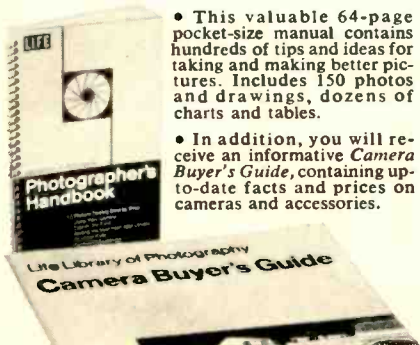 • This valuable 64-page
pocket-size manual contains
hundreds of tips and ideas for
taking and making better pic-
tures. Includes 150 photos
and drawings, dozens of
charts and tables.
• In addition, you will re-
ceive an informative Camera
Buyer's Guide, containing up-
to-date facts and prices on
cameras and accessories.
LIFE
Photographer's
Handbook
Life Library of Photography
Camera Buyer's Guide